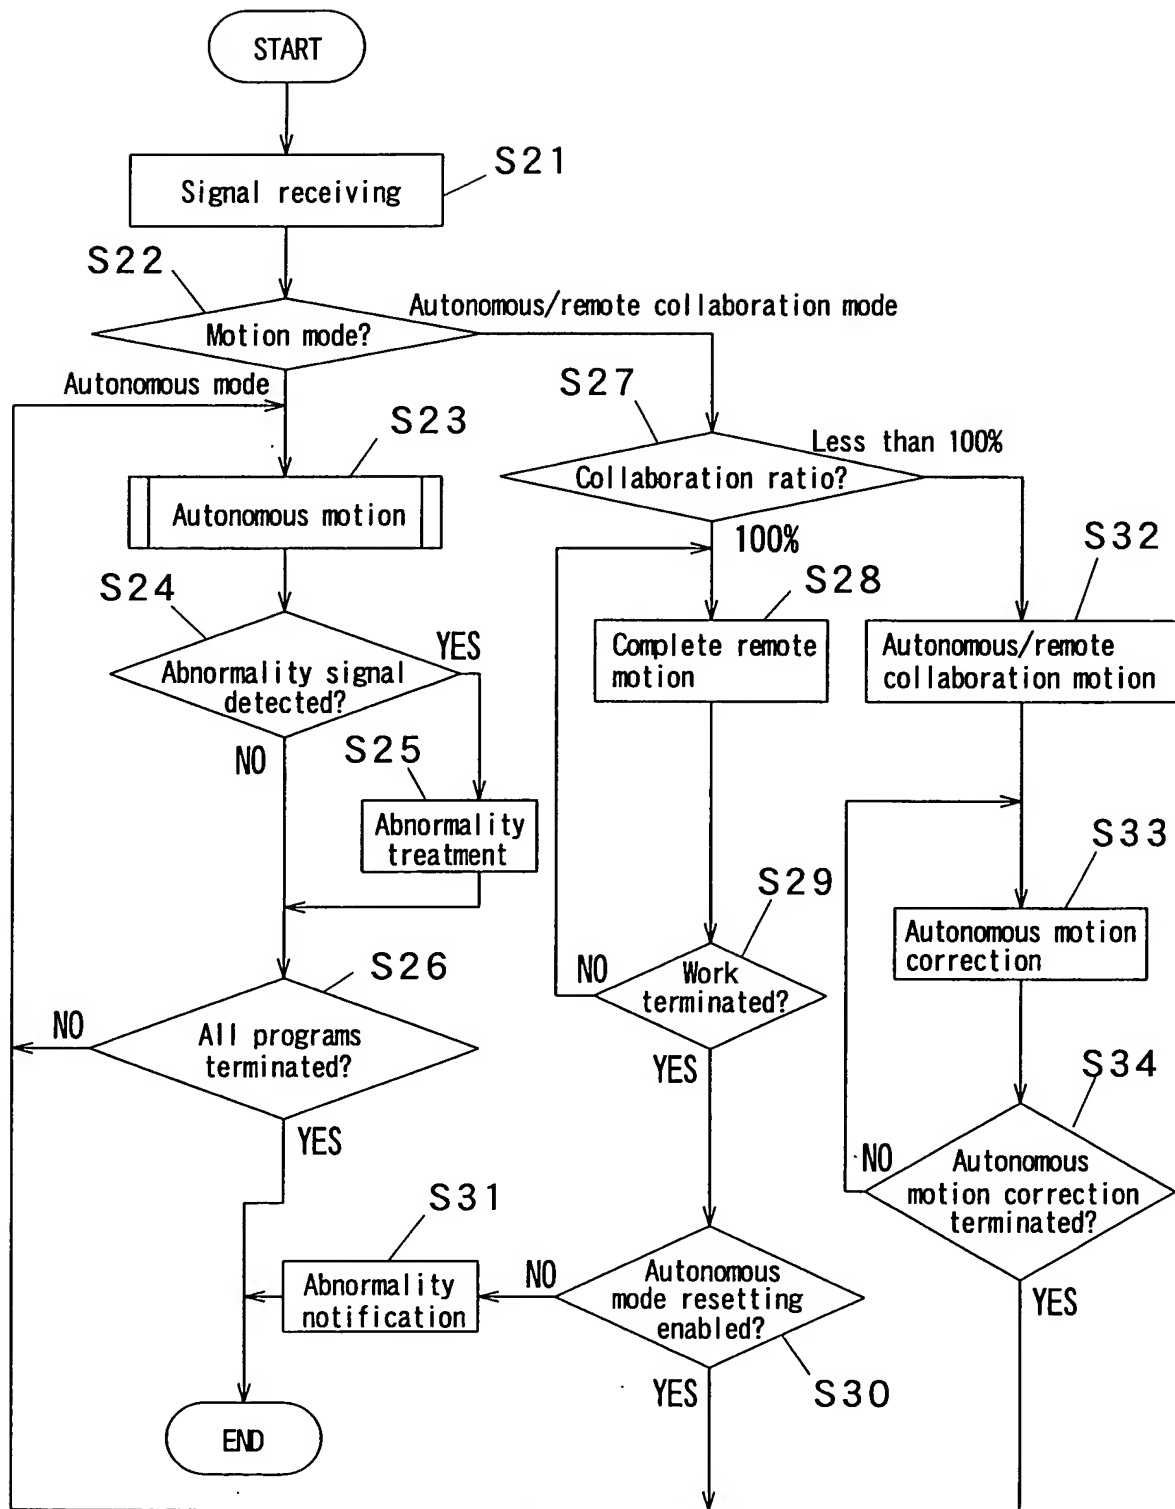 START
S21
Signal receiving
S22
Autonomous/remote collaboration mode
Motion mode?
Autonomous mode
S27
S23
Less than 100%
Collaboration ratio?
Autonomous motion
100%
S32
S28
S24
YES
Complete remote
motion
Autonomous/remote
collaboration motion
Abnormality signal
detected?
NO
S25
Abnormality
treatment
S33
S29
Autonomous motion
correction
S26
NO
Work
terminated?
NO
All programs
terminated?
YES
S34
YES
NO
Autonomous
motion correction
terminated?
S31
Abnormality
notification
NO
Autonomous
mode resetting
enabled?
YES
YES
S30
END